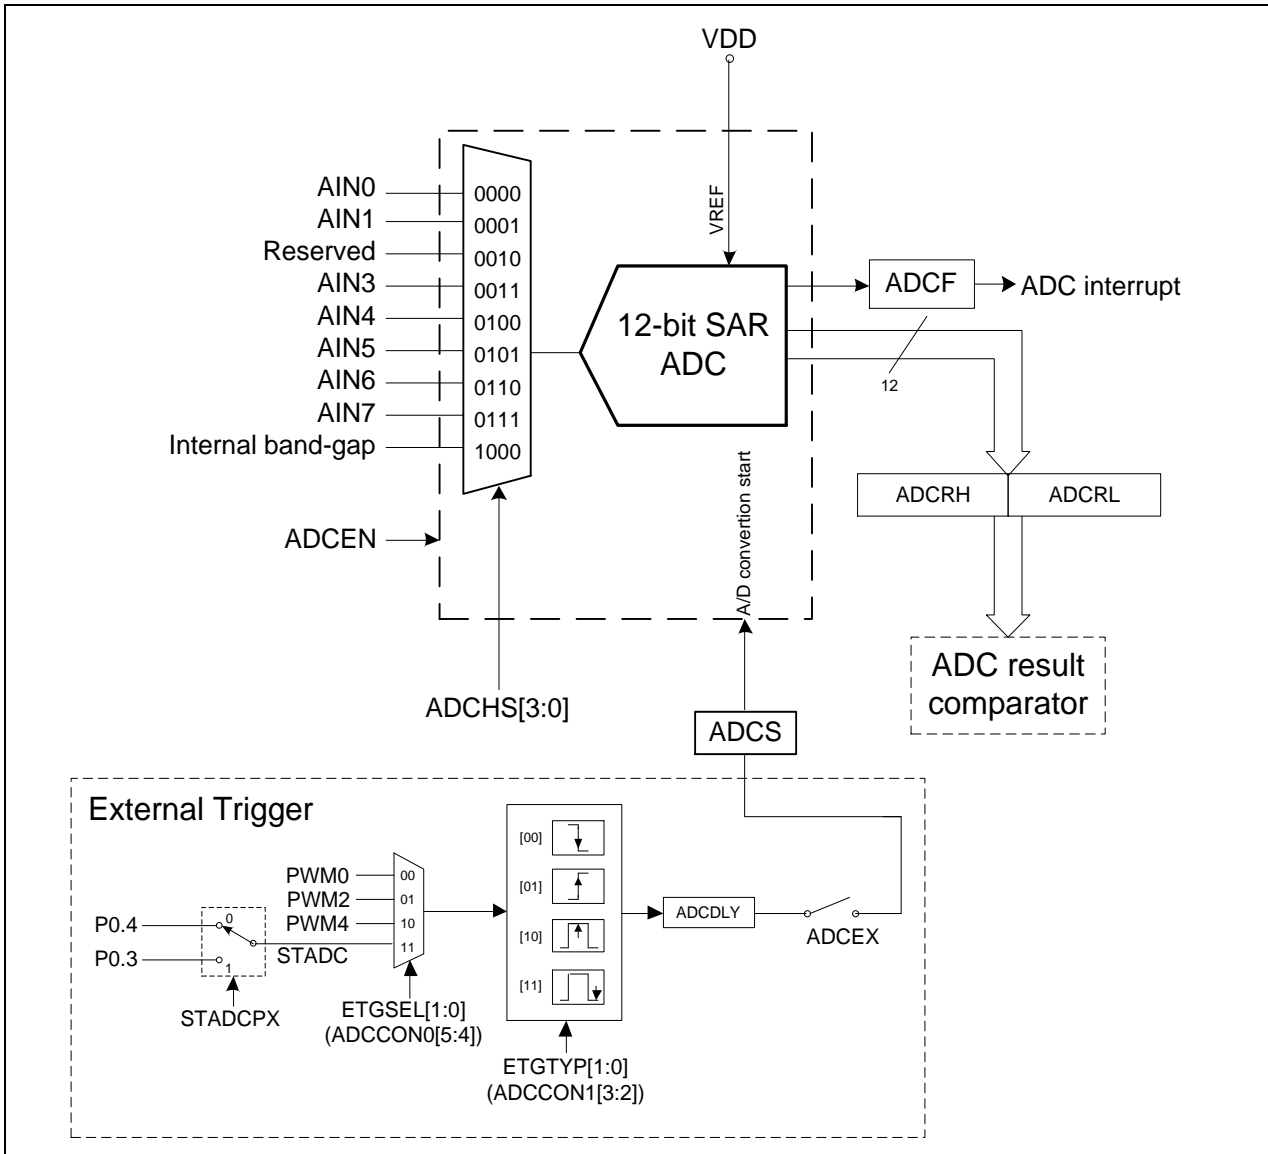 VDD
VREF
AIN0
AIN1
Reserved
AIN3
AIN4
AIN5
AIN6
AIN7
Internal band-gap
0000
0001
0010
0011
0100
0101
0110
0111
1000
12-bit SAR
ADC
ADCF
ADC interrupt
12
ADCRH
ADCRL
ADC result
comparator
ADCEN
ADCHS[3:0]
A/D convertion start
ADCS
External Trigger
PWM0
PWM2
PWM4
STADC
00
01
10
11
P0.4
P0.3
0
1
STADCPX
ETGSEL[1:0]
(ADCCON0[5:4])
[00]
[01]
[10]
[11]
ETGTYP[1:0]
(ADCCON1[3:2])
ADCDLY
ADCEX